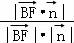 |BF • n|
|BF| • |n|